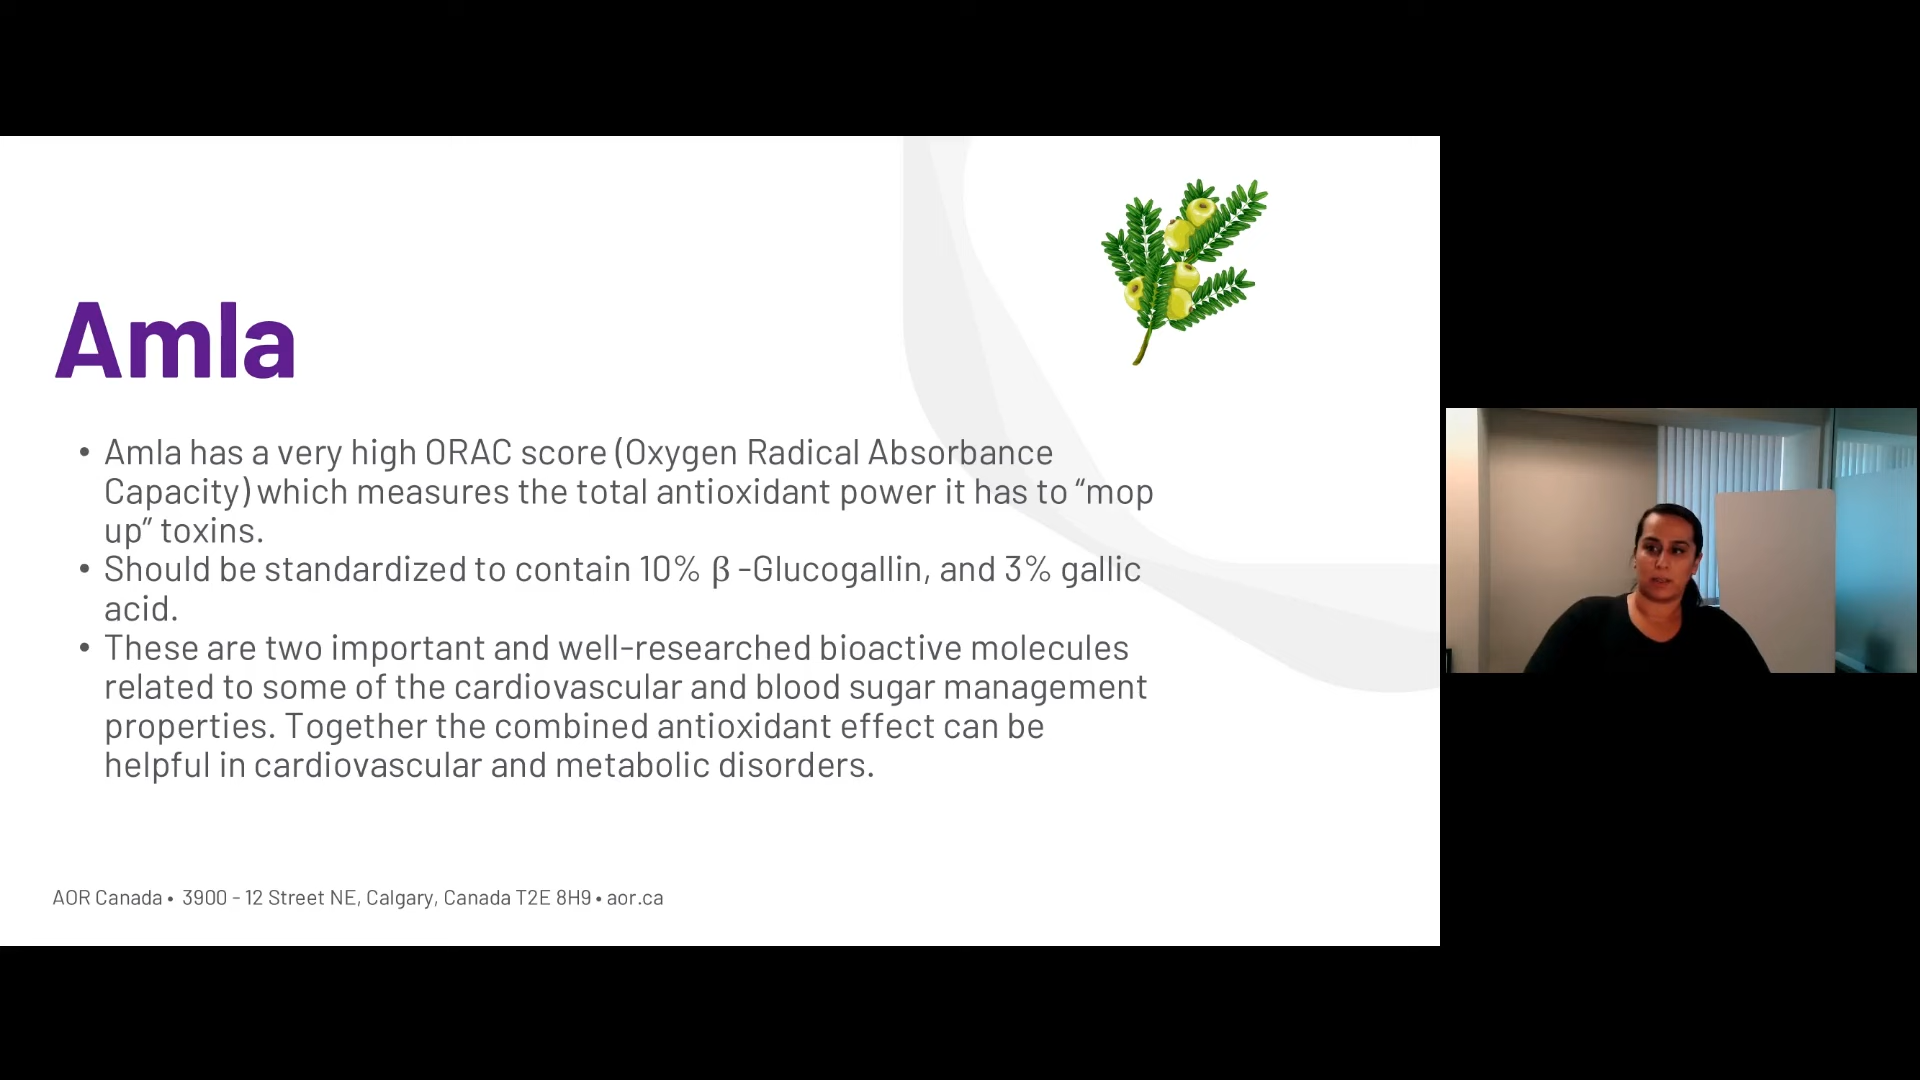 Amla
• Amla has a very high ORAC score (Oxygen Radical Absorbance
Capacity) which measures the total antioxidant power it has to “mop
up” toxins.
• Should be standardized to contain 10% β -Glucogallin, and 3% gallic
acid.
• These are two important and well-researched bioactive molecules
related to some of the cardiovascular and blood sugar management
properties. Together the combined antioxidant effect can be
helpful in cardiovascular and metabolic disorders.
AOR Canada • 3900 - 12 Street NE, Calgary, Canada T2E 8H9 • aor.ca